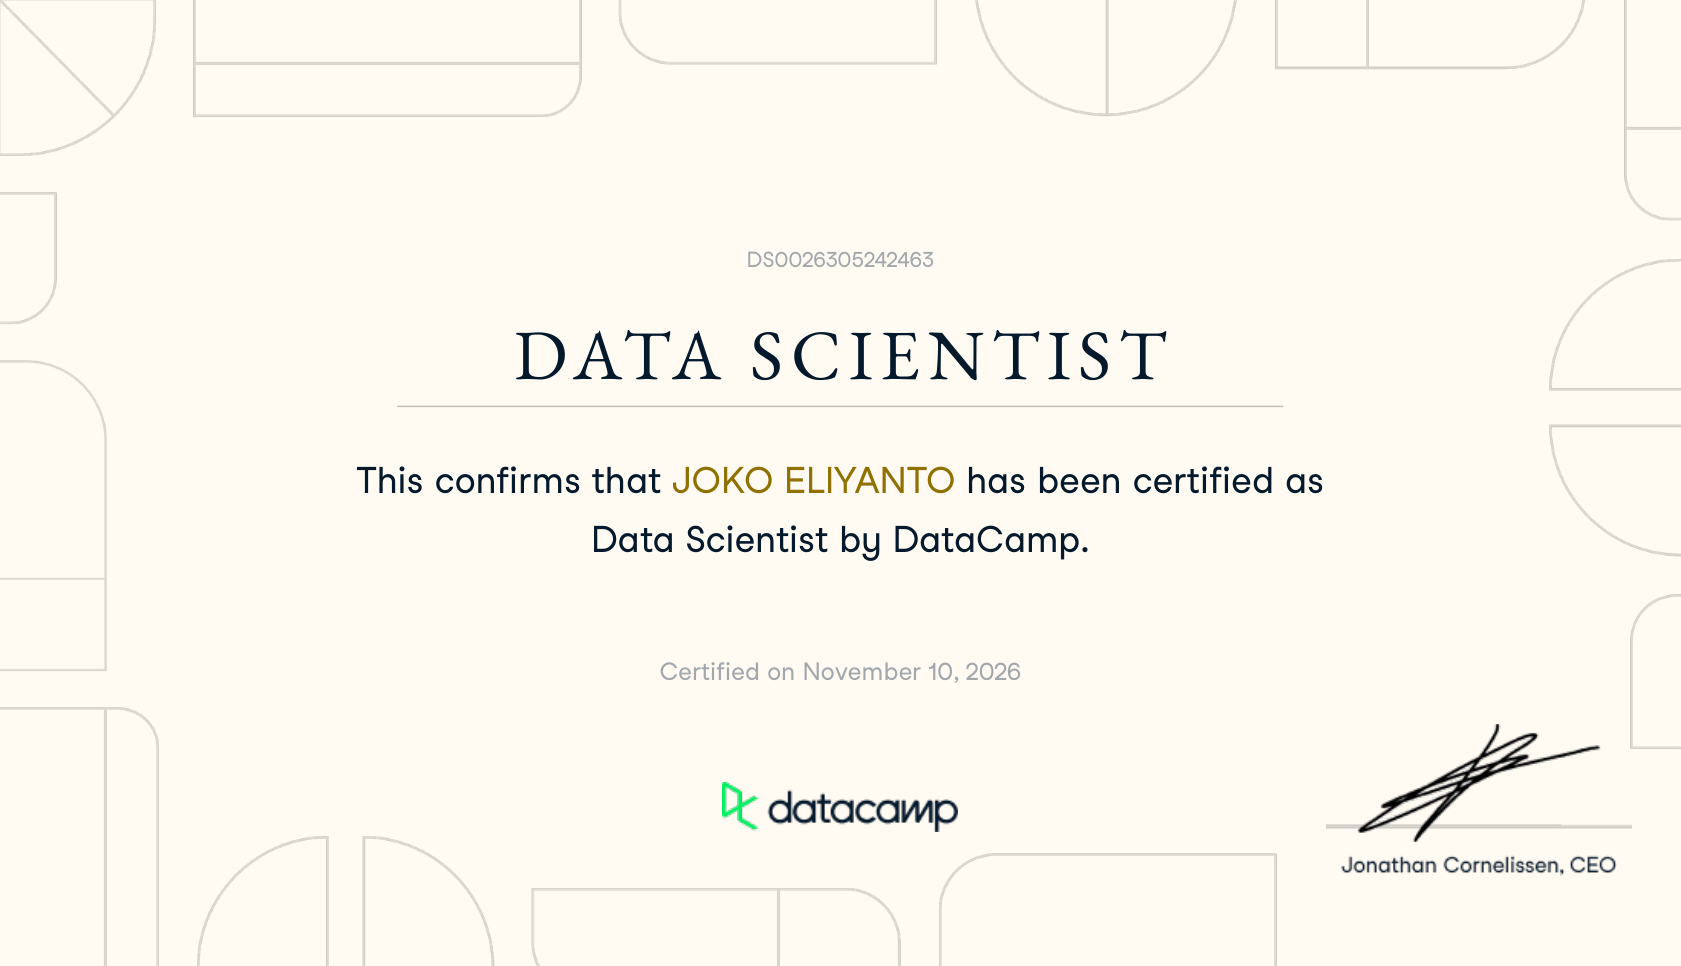 DS0026305242463
DATA SCIENTIST
This confirms that JOKO ELIYANTO has been certified as
Data Scientist by DataCamp.
Certified on November 10, 2026
datacamp
Jonathan Cornelissen, CEO